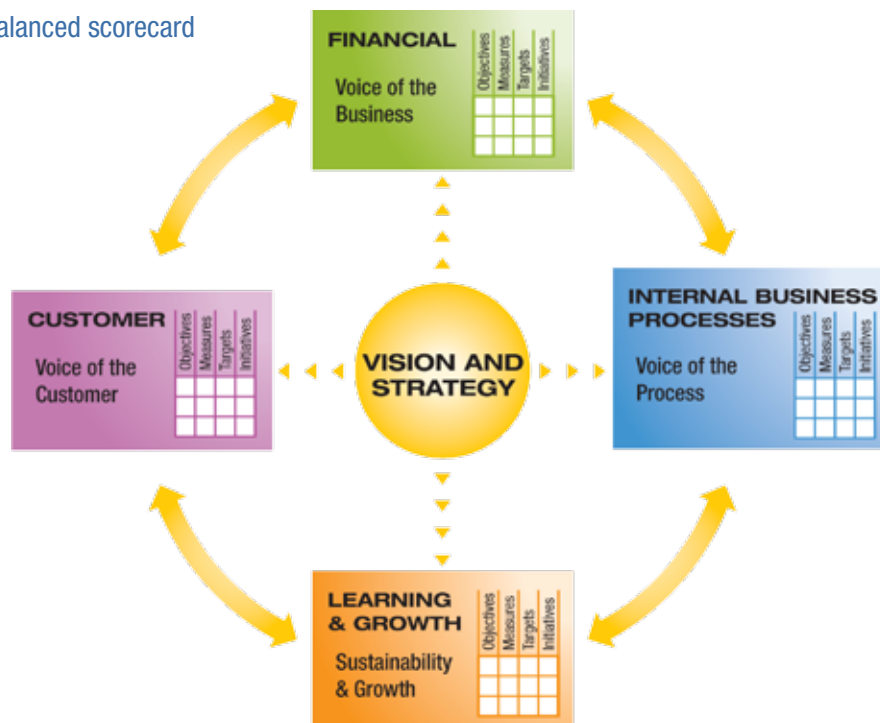 alanced scorecard
FINANCIAL
Voice of the
Business
Objectives
Measures
Targets
Initiatives
CUSTOMER
Voice of the
Customer
Objectives
Measures
Targets
Initiatives
VISION AND
STRATEGY
INTERNAL BUSINESS
PROCESSES
Voice of the
Process
Objectives
Measures
Targets
Initiatives
LEARNING
& GROWTH
Sustainability
& Growth
Objectives
Measures
Targets
Initiatives